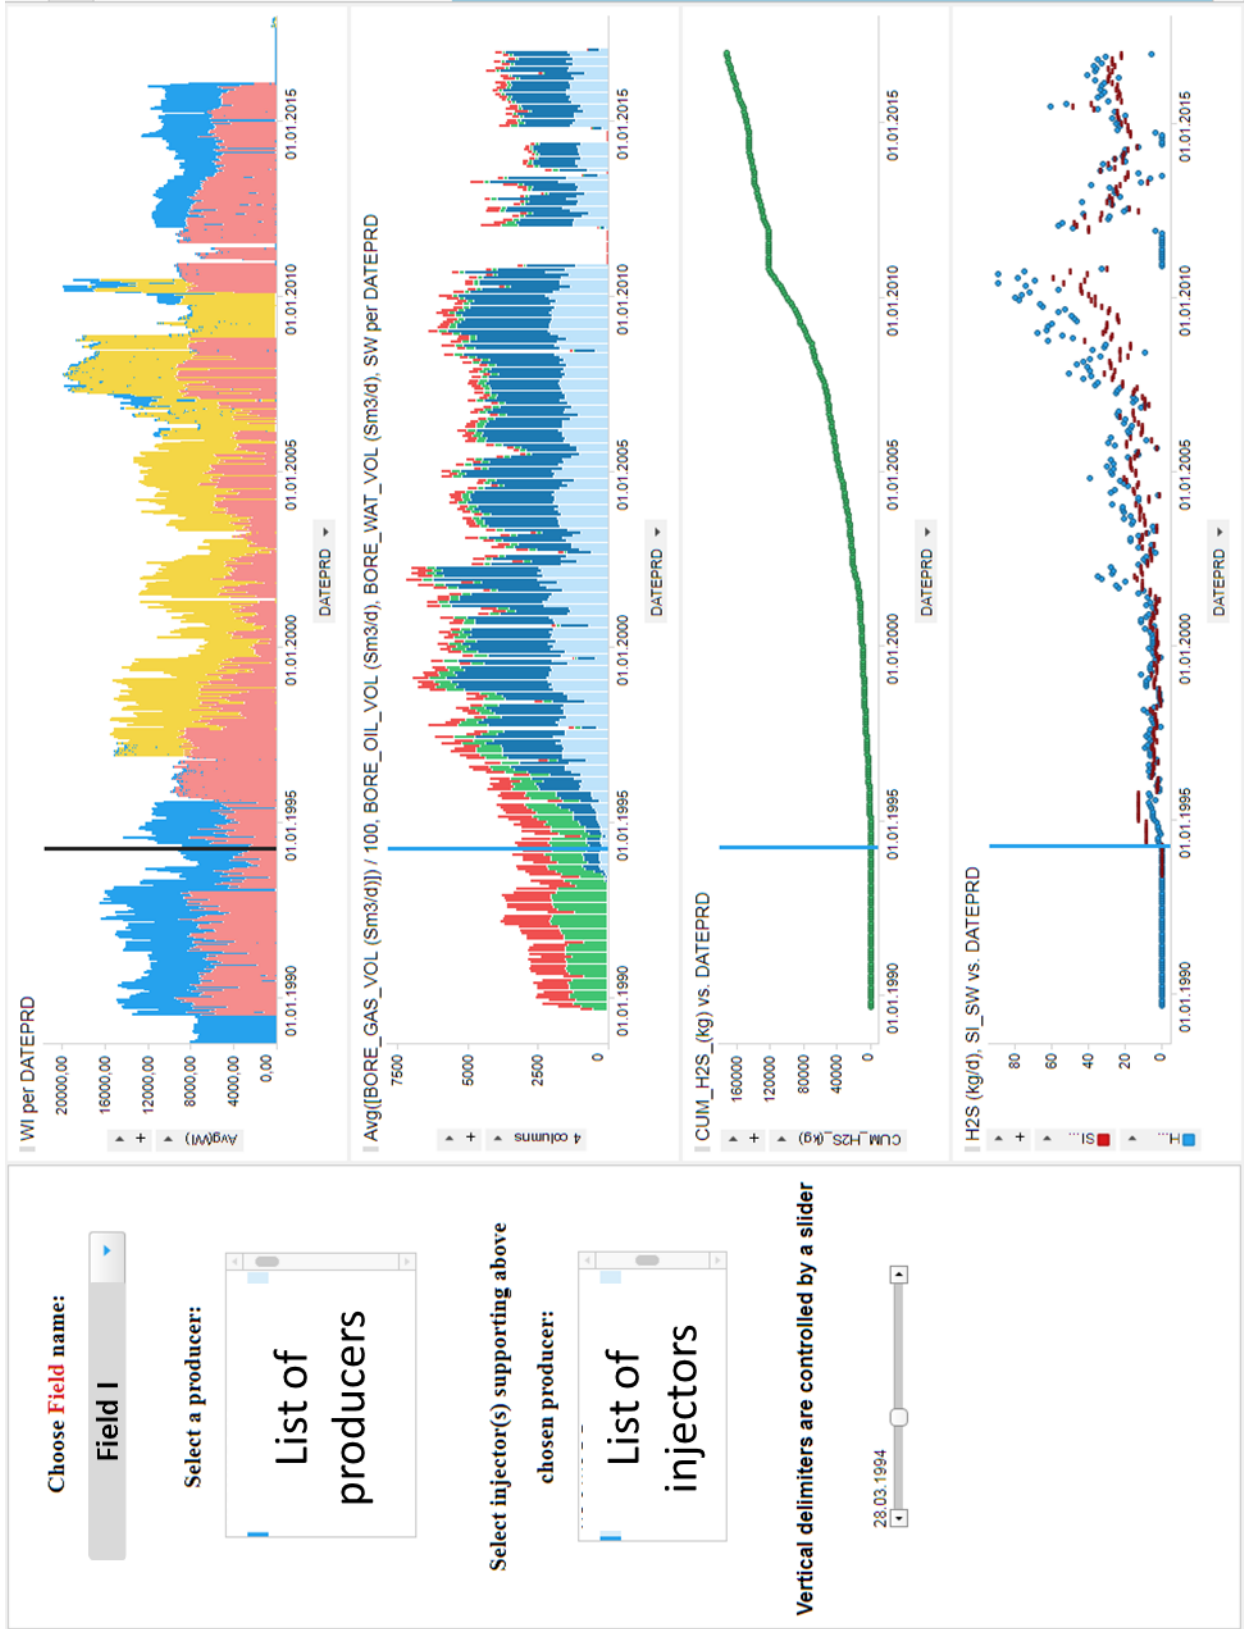 Choose Field name:
Field I
Select a producer:
List of
producers
Select injector(s) supporting above
chosen producer:
List of
injectors
Vertical delimiters are controlled by a slider
28.03.1994
WI per DATEPRD
20000,00
16000,00
12000,00
8000,00
4000,00
0,00
Avg(WI)
+
01.01.1990
01.01.1995
01.01.2000
01.01.2005
01.01.2010
01.01.2015
DATEPRD
Avg([BORE_GAS_VOL (Sm3/d)]) / 100, BORE_OIL_VOL (Sm3/d), BORE_WAT_VOL (Sm3/d), SW per DATEPRD
7500
5000
2500
0
4 columns
+
01.01.1990
01.01.1995
01.01.2000
01.01.2005
01.01.2010
01.01.2015
DATEPRD
CUM_H2S_(kg) vs. DATEPRD
160000
120000
80000
40000
0
CUM_H2S_(kg)
+
01.01.1990
01.01.1995
01.01.2000
01.01.2005
01.01.2010
01.01.2015
DATEPRD
H2S (kg/d), SI_SW vs. DATEPRD
80
60
40
20
0
H...
SI...
+
01.01.1990
01.01.1995
01.01.2000
01.01.2005
01.01.2010
01.01.2015
DATEPRD